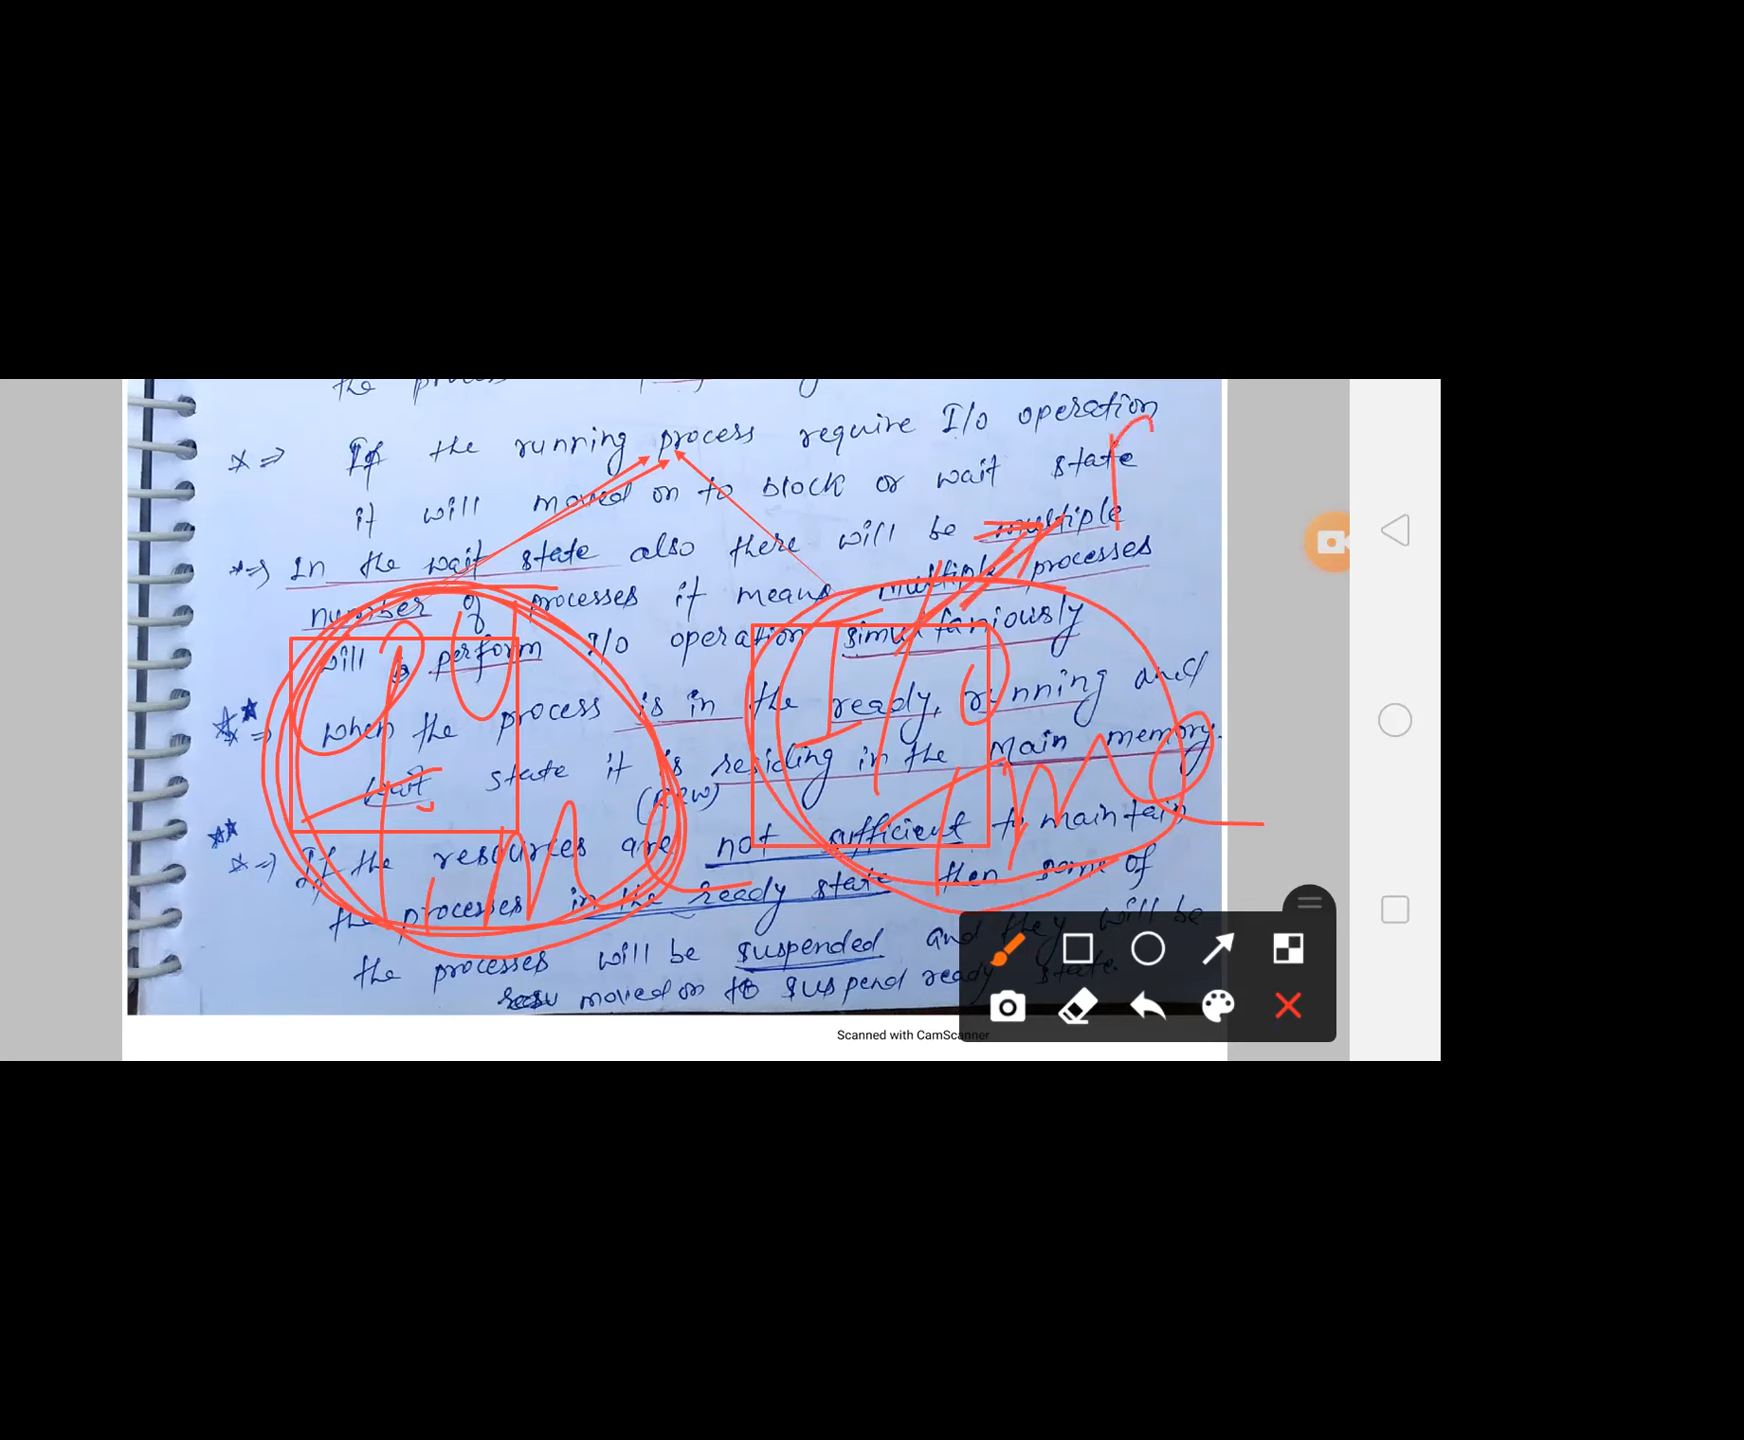 the
*⇒ If the running process require I/o operation
it will moved on to block or wait state
*⇒ In the wait state also there will be multiple
number of processes it means multiple processes
will perform I/o operation simultaniously
*⇒ when the process is in the ready, running and
wait state it is residing in the Main memory.
(RRW)
*⇒ If the resources are not sufficient to maintain
the processes in the ready state then some of
the processes will be suspended and they will be
moved on to suspend ready state.
Scanned with CamScanner